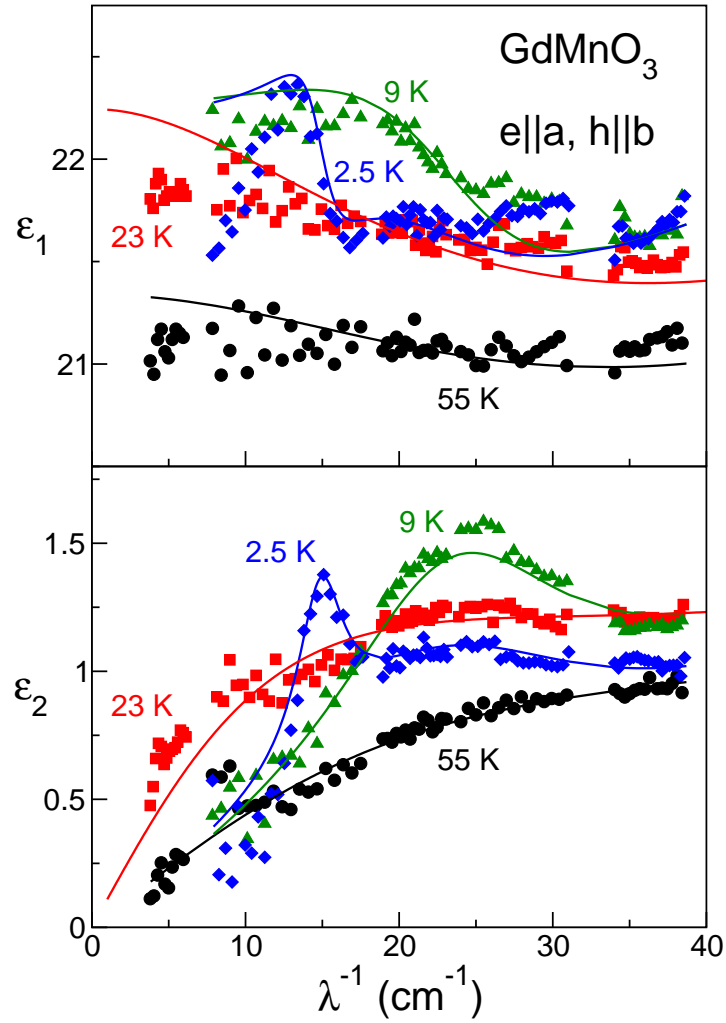 GdMnO₃
e||a, h||b
22
21
ε₁
9 K
2.5 K
23 K
55 K
1.5
1
0.5
0
ε₂
9 K
2.5 K
23 K
55 K
0 10 20 30 40
λ⁻¹ (cm⁻¹)